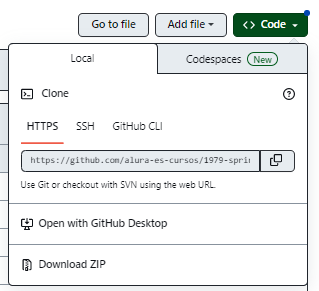 Go to file
Add file
Code
Local
Codespaces
New
Clone
HTTPS
SSH
GitHub CLI
https://github.com/alura-es-cursos/1979-sprin
Use Git or checkout with SVN using the web URL.
Open with GitHub Desktop
Download ZIP